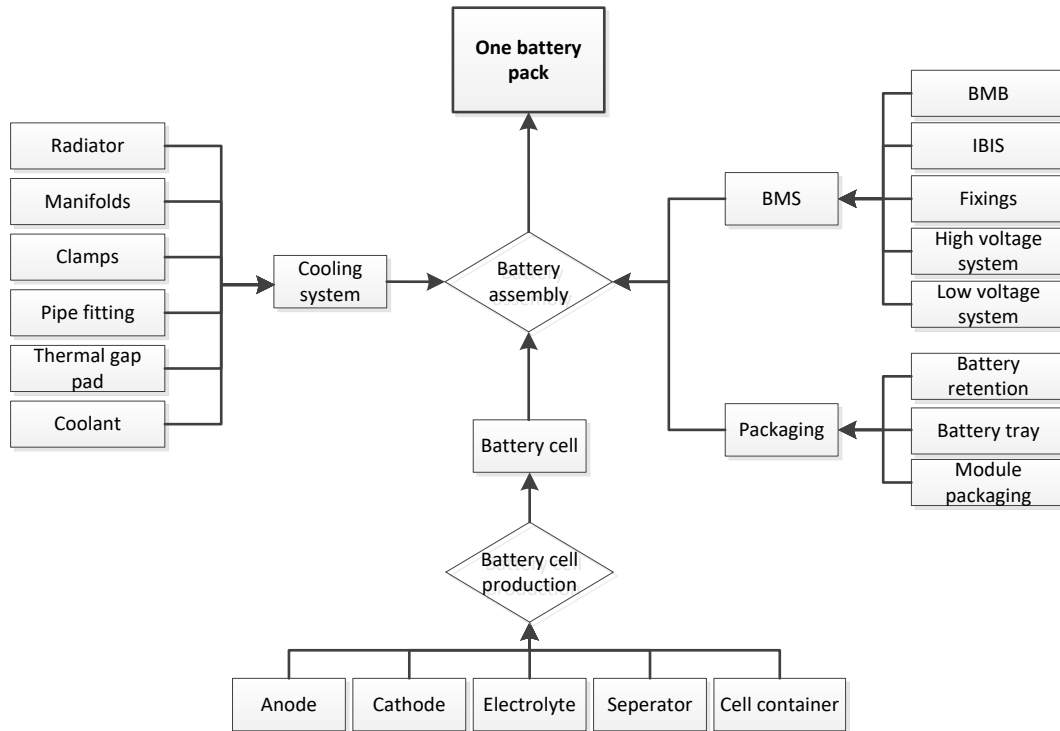 One battery
pack
Radiator
Manifolds
Clamps
Pipe fitting
Thermal gap
pad
Coolant
Cooling
system
Battery
assembly
BMS
Packaging
BMB
IBIS
Fixings
High voltage
system
Low voltage
system
Battery
retention
Battery tray
Module
packaging
Battery cell
Battery cell
production
Anode
Cathode
Electrolyte
Seperator
Cell container